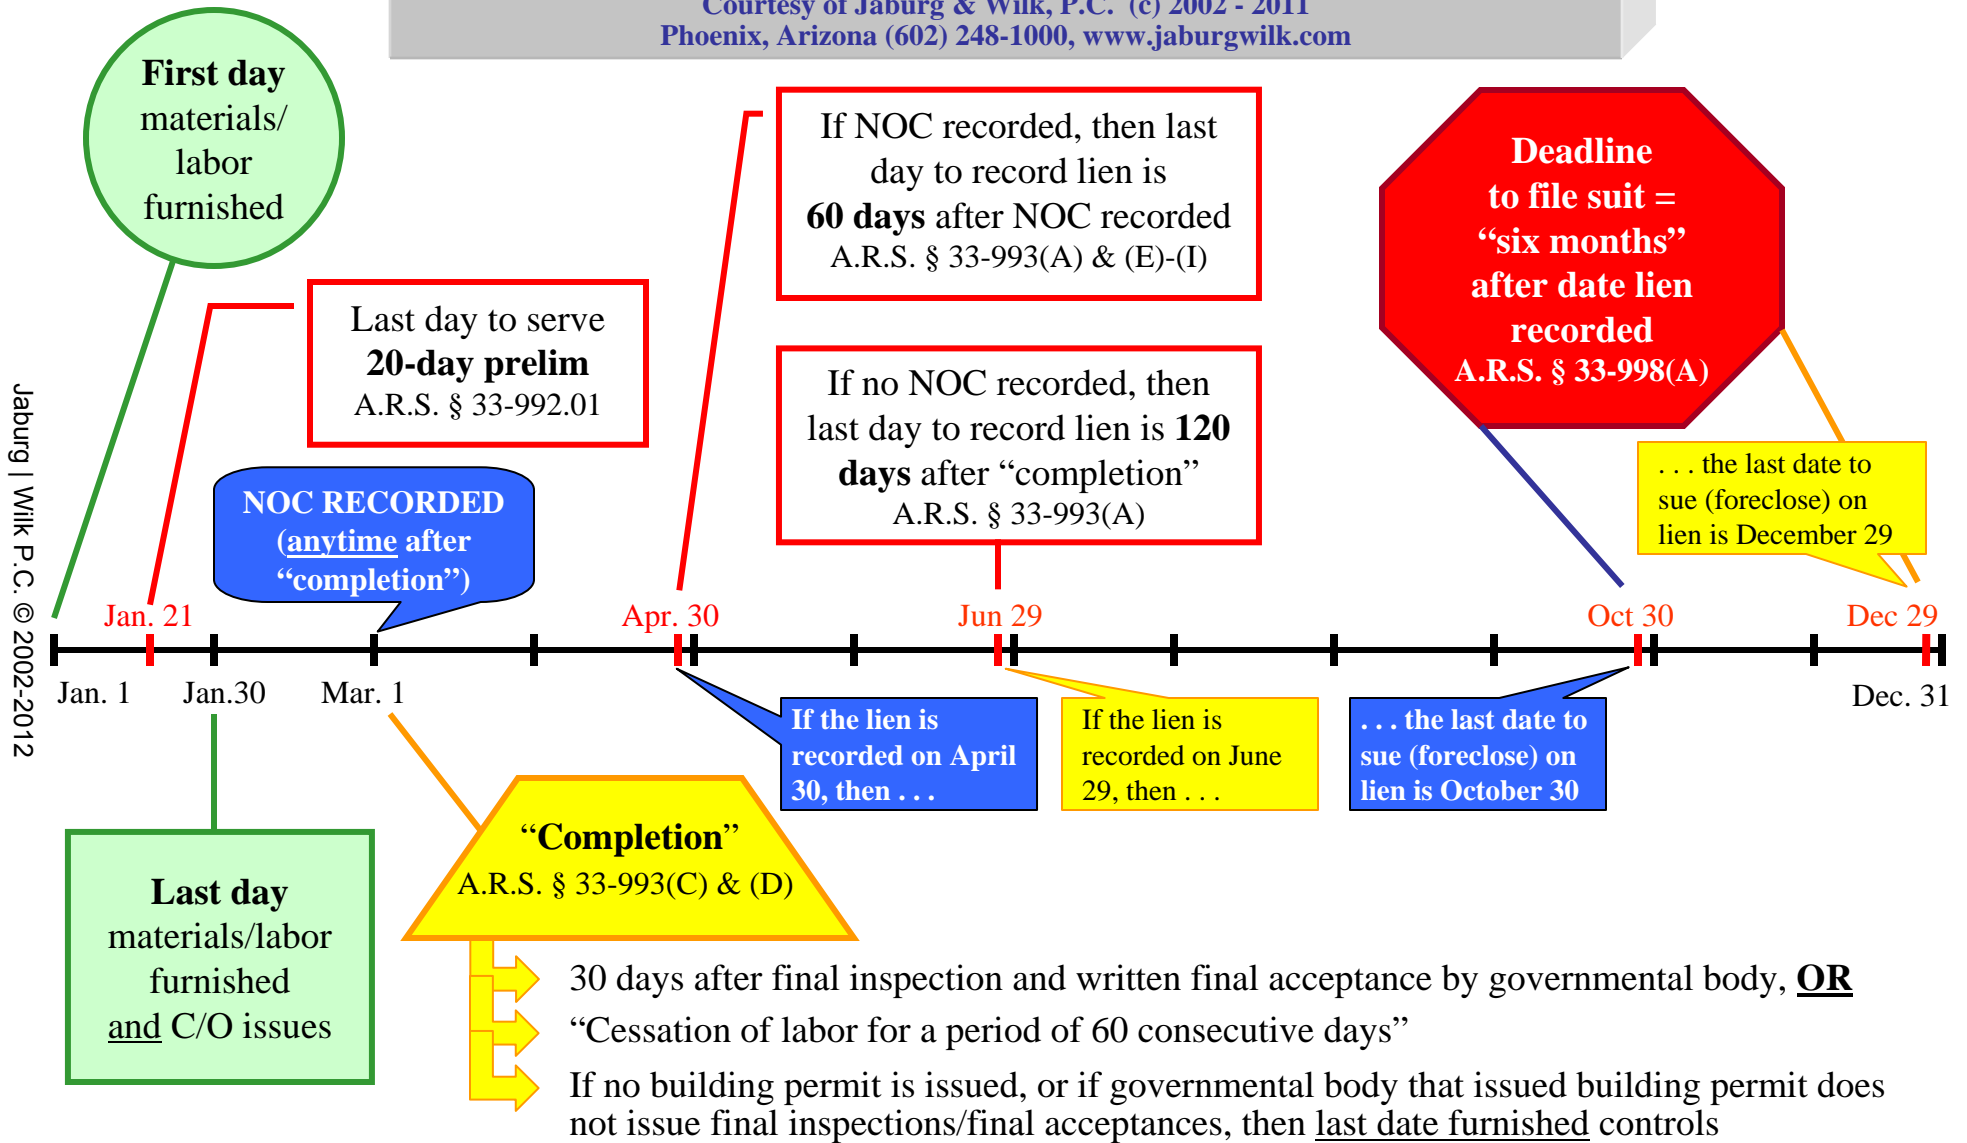 Courtesy of Jaburg & Wilk, P.C. (c) 2002 - 2011
Phoenix, Arizona (602) 248-1000, www.jaburgwilk.com
First day
materials/
labor
furnished
Last day to serve
20-day prelim
A.R.S. § 33-992.01
If NOC recorded, then last
day to record lien is
60 days after NOC recorded
A.R.S. § 33-993(A) & (E)-(I)
If no NOC recorded, then
last day to record lien is 120
days after “completion”
A.R.S. § 33-993(A)
Deadline
to file suit =
“six months”
after date lien
recorded
A.R.S. § 33-998(A)
. . . the last date to
sue (foreclose) on
lien is December 29
NOC RECORDED
(anytime after
“completion”)
Jaburg | Wilk P.C. © 2002-2012
Jan. 21
Apr. 30
Jun 29
Oct 30
Dec 29
Jan. 1
Jan.30
Mar. 1
Dec. 31
If the lien is
recorded on April
30, then . . .
If the lien is
recorded on June
29, then . . .
. . . the last date to
sue (foreclose) on
lien is October 30
Last day
materials/labor
furnished
and C/O issues
“Completion”
A.R.S. § 33-993(C) & (D)
30 days after final inspection and written final acceptance by governmental body, OR
“Cessation of labor for a period of 60 consecutive days”
If no building permit is issued, or if governmental body that issued building permit does
not issue final inspections/final acceptances, then last date furnished controls